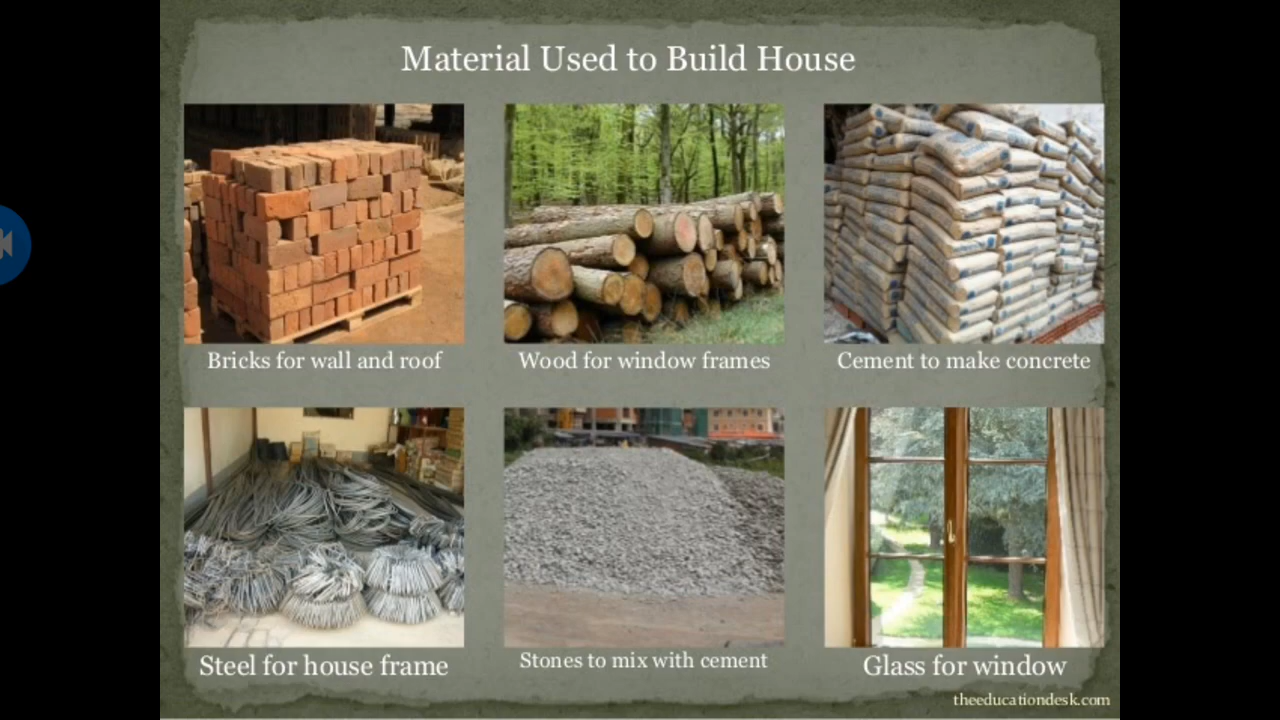 Material Used to Build House
Bricks for wall and roof
Wood for window frames
Cement to make concrete
Steel for house frame
Stones to mix with cement
Glass for window
theeducationdesk.com